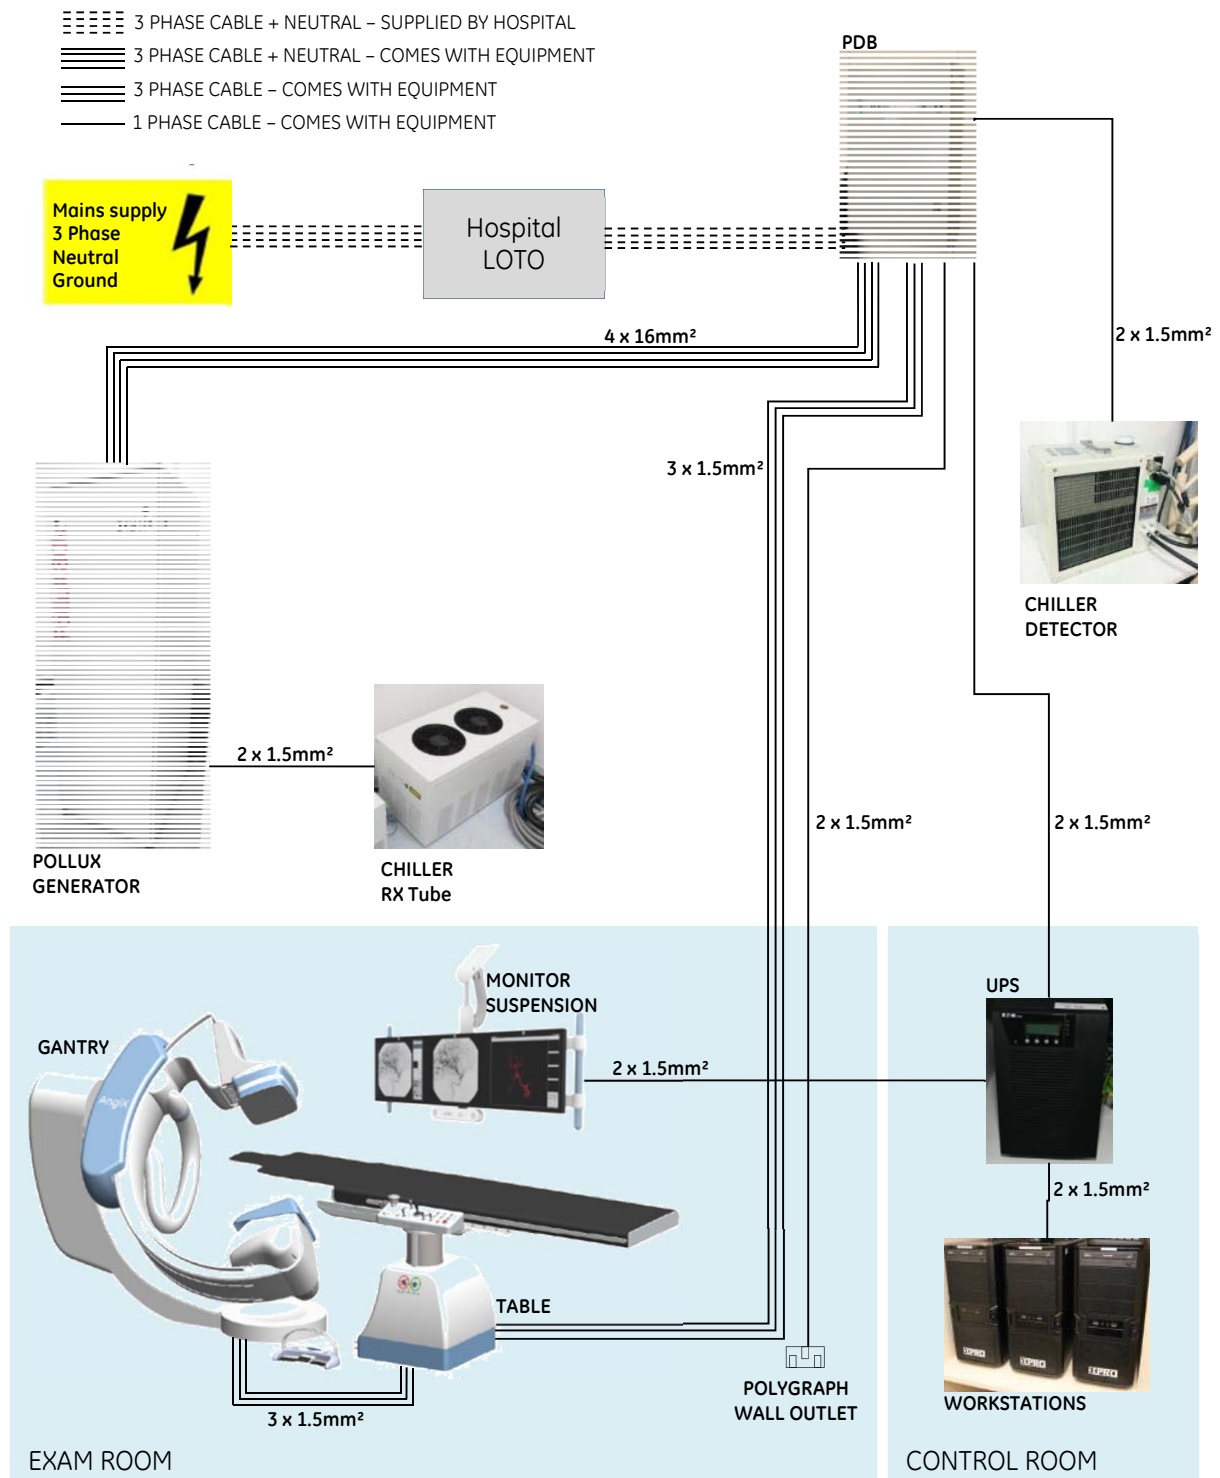 3 PHASE CABLE + NEUTRAL – SUPPLIED BY HOSPITAL
3 PHASE CABLE + NEUTRAL – COMES WITH EQUIPMENT
3 PHASE CABLE – COMES WITH EQUIPMENT
1 PHASE CABLE – COMES WITH EQUIPMENT
PDB
Mains supply
3 Phase
Neutral
Ground
Hospital
LOTO
4 x 16mm²
2 x 1.5mm²
3 x 1.5mm²
CHILLER
DETECTOR
2 x 1.5mm²
POLLUX
GENERATOR
CHILLER
RX Tube
2 x 1.5mm²
2 x 1.5mm²
MONITOR
SUSPENSION
UPS
GANTRY
AngiX
2 x 1.5mm²
2 x 1.5mm²
TABLE
POLYGRAPH
WALL OUTLET
WORKSTATIONS
3 x 1.5mm²
EXAM ROOM
CONTROL ROOM